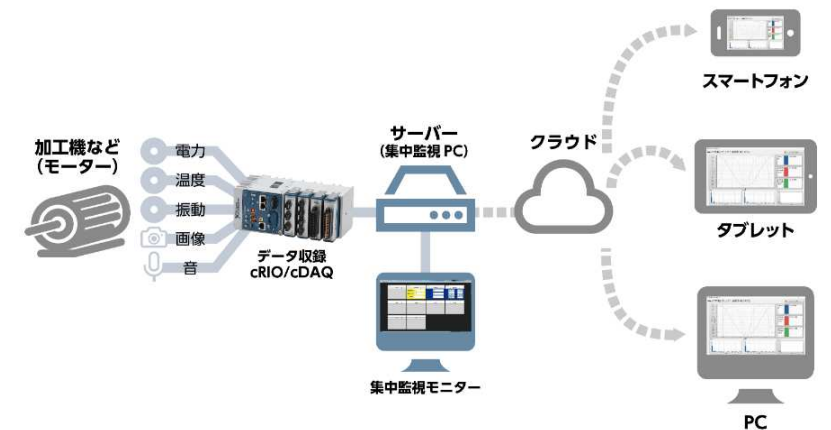 加工機など
(モーター)
電力
温度
振動
画像
音
データ収録
cRIO/cDAQ
サーバー
(集中監視 PC)
集中監視モニター
クラウド
スマートフォン
タブレット
PC